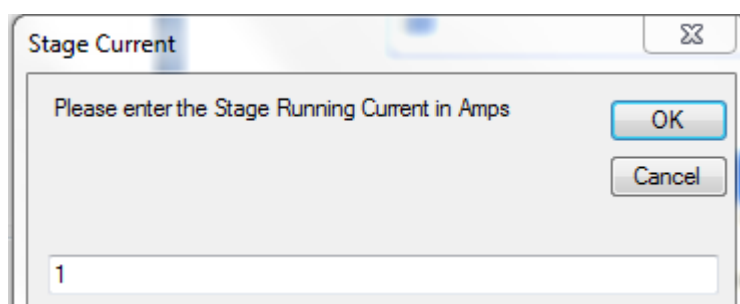 Stage Current
Please enter the Stage Running Current in Amps
OK
Cancel
1